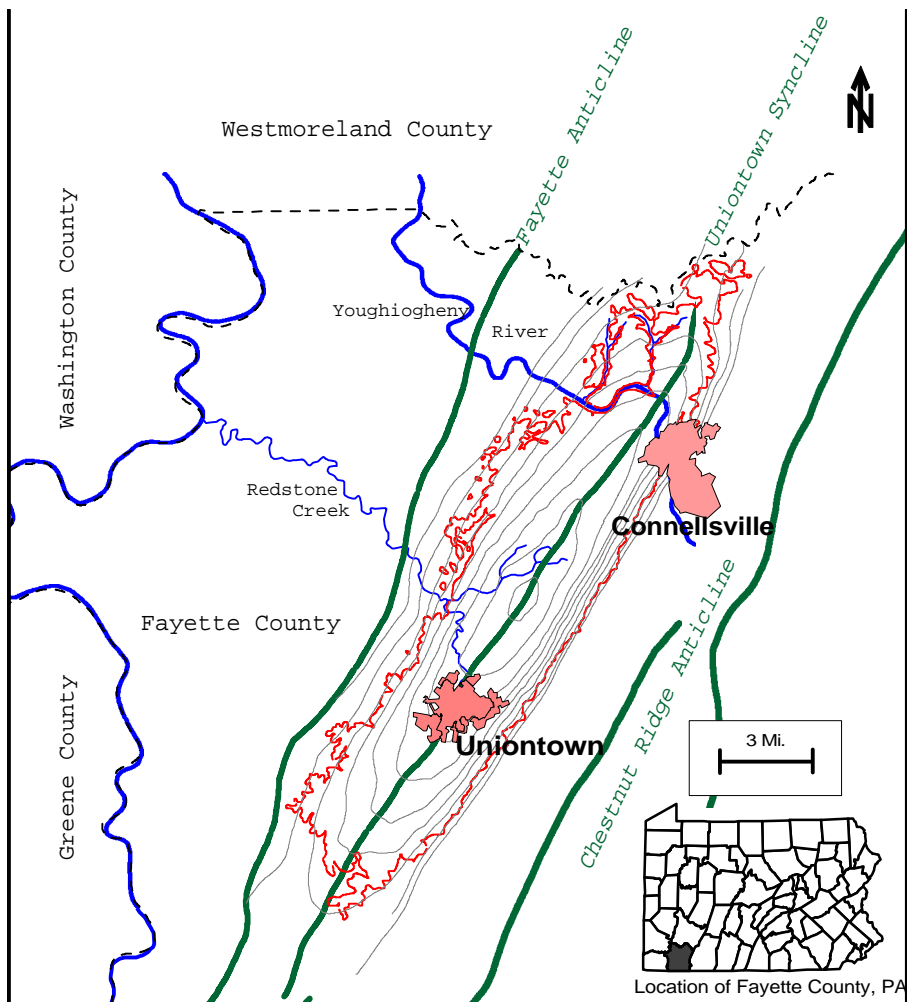 Westmoreland County
Fayette Anticline
Uniontown Syncline
N
Washington County
Youghiogheny
River
Redstone
Creek
Connellsville
Fayette County
Greene County
Uniontown
Chestnut Ridge Anticline
3 Mi.
Location of Fayette County, PA